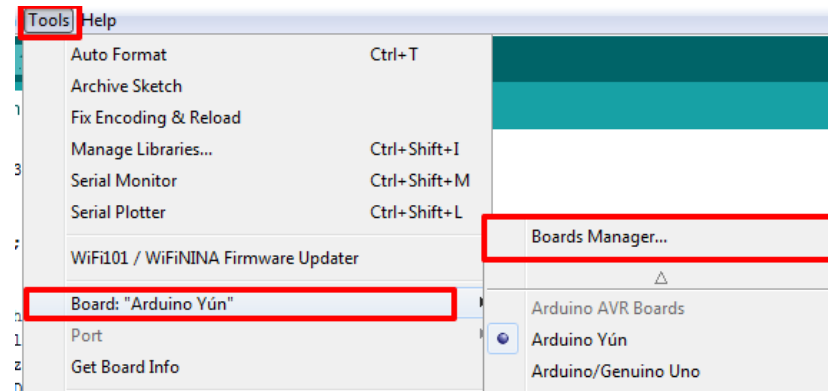 Tools Help
Auto Format Ctrl+T
Archive Sketch
Fix Encoding & Reload
Manage Libraries... Ctrl+Shift+I
Serial Monitor Ctrl+Shift+M
Serial Plotter Ctrl+Shift+L
WiFi101 / WiFiNINA Firmware Updater
Board: "Arduino Yún"
Port
Get Board Info
Boards Manager...
Arduino AVR Boards
Arduino Yún
Arduino/Genuino Uno